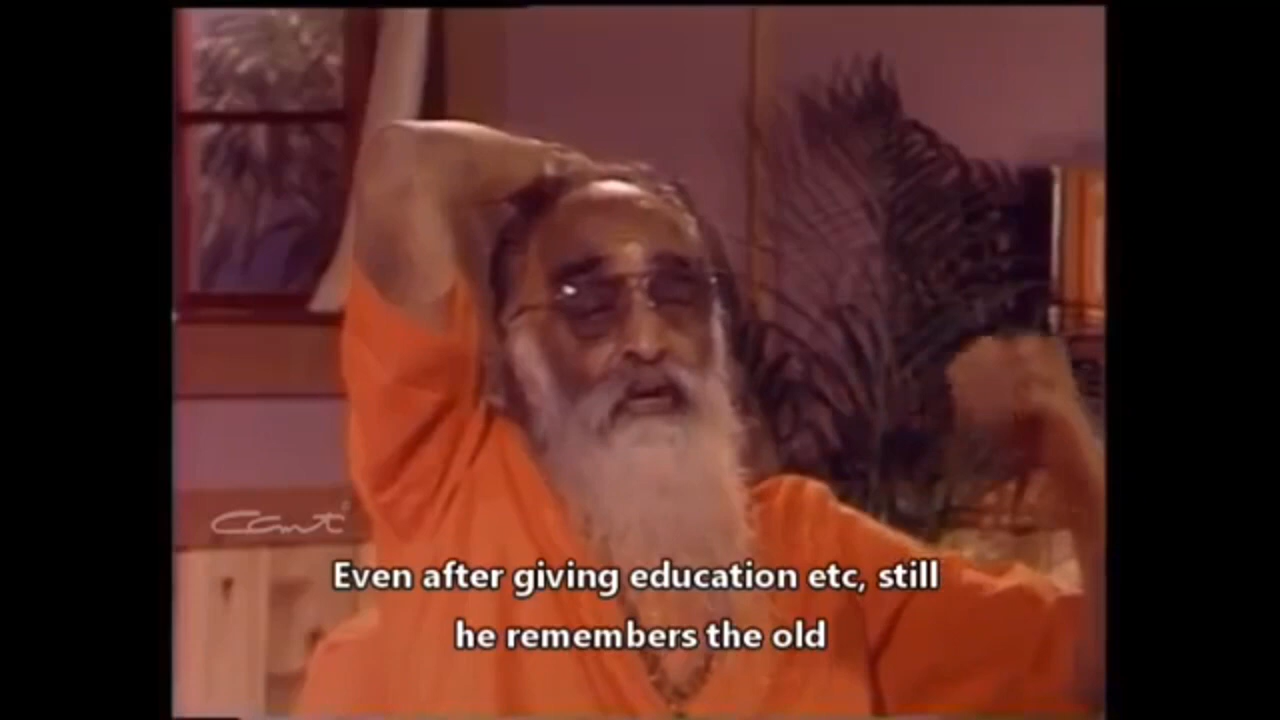 Even after giving education etc, still
he remembers the old